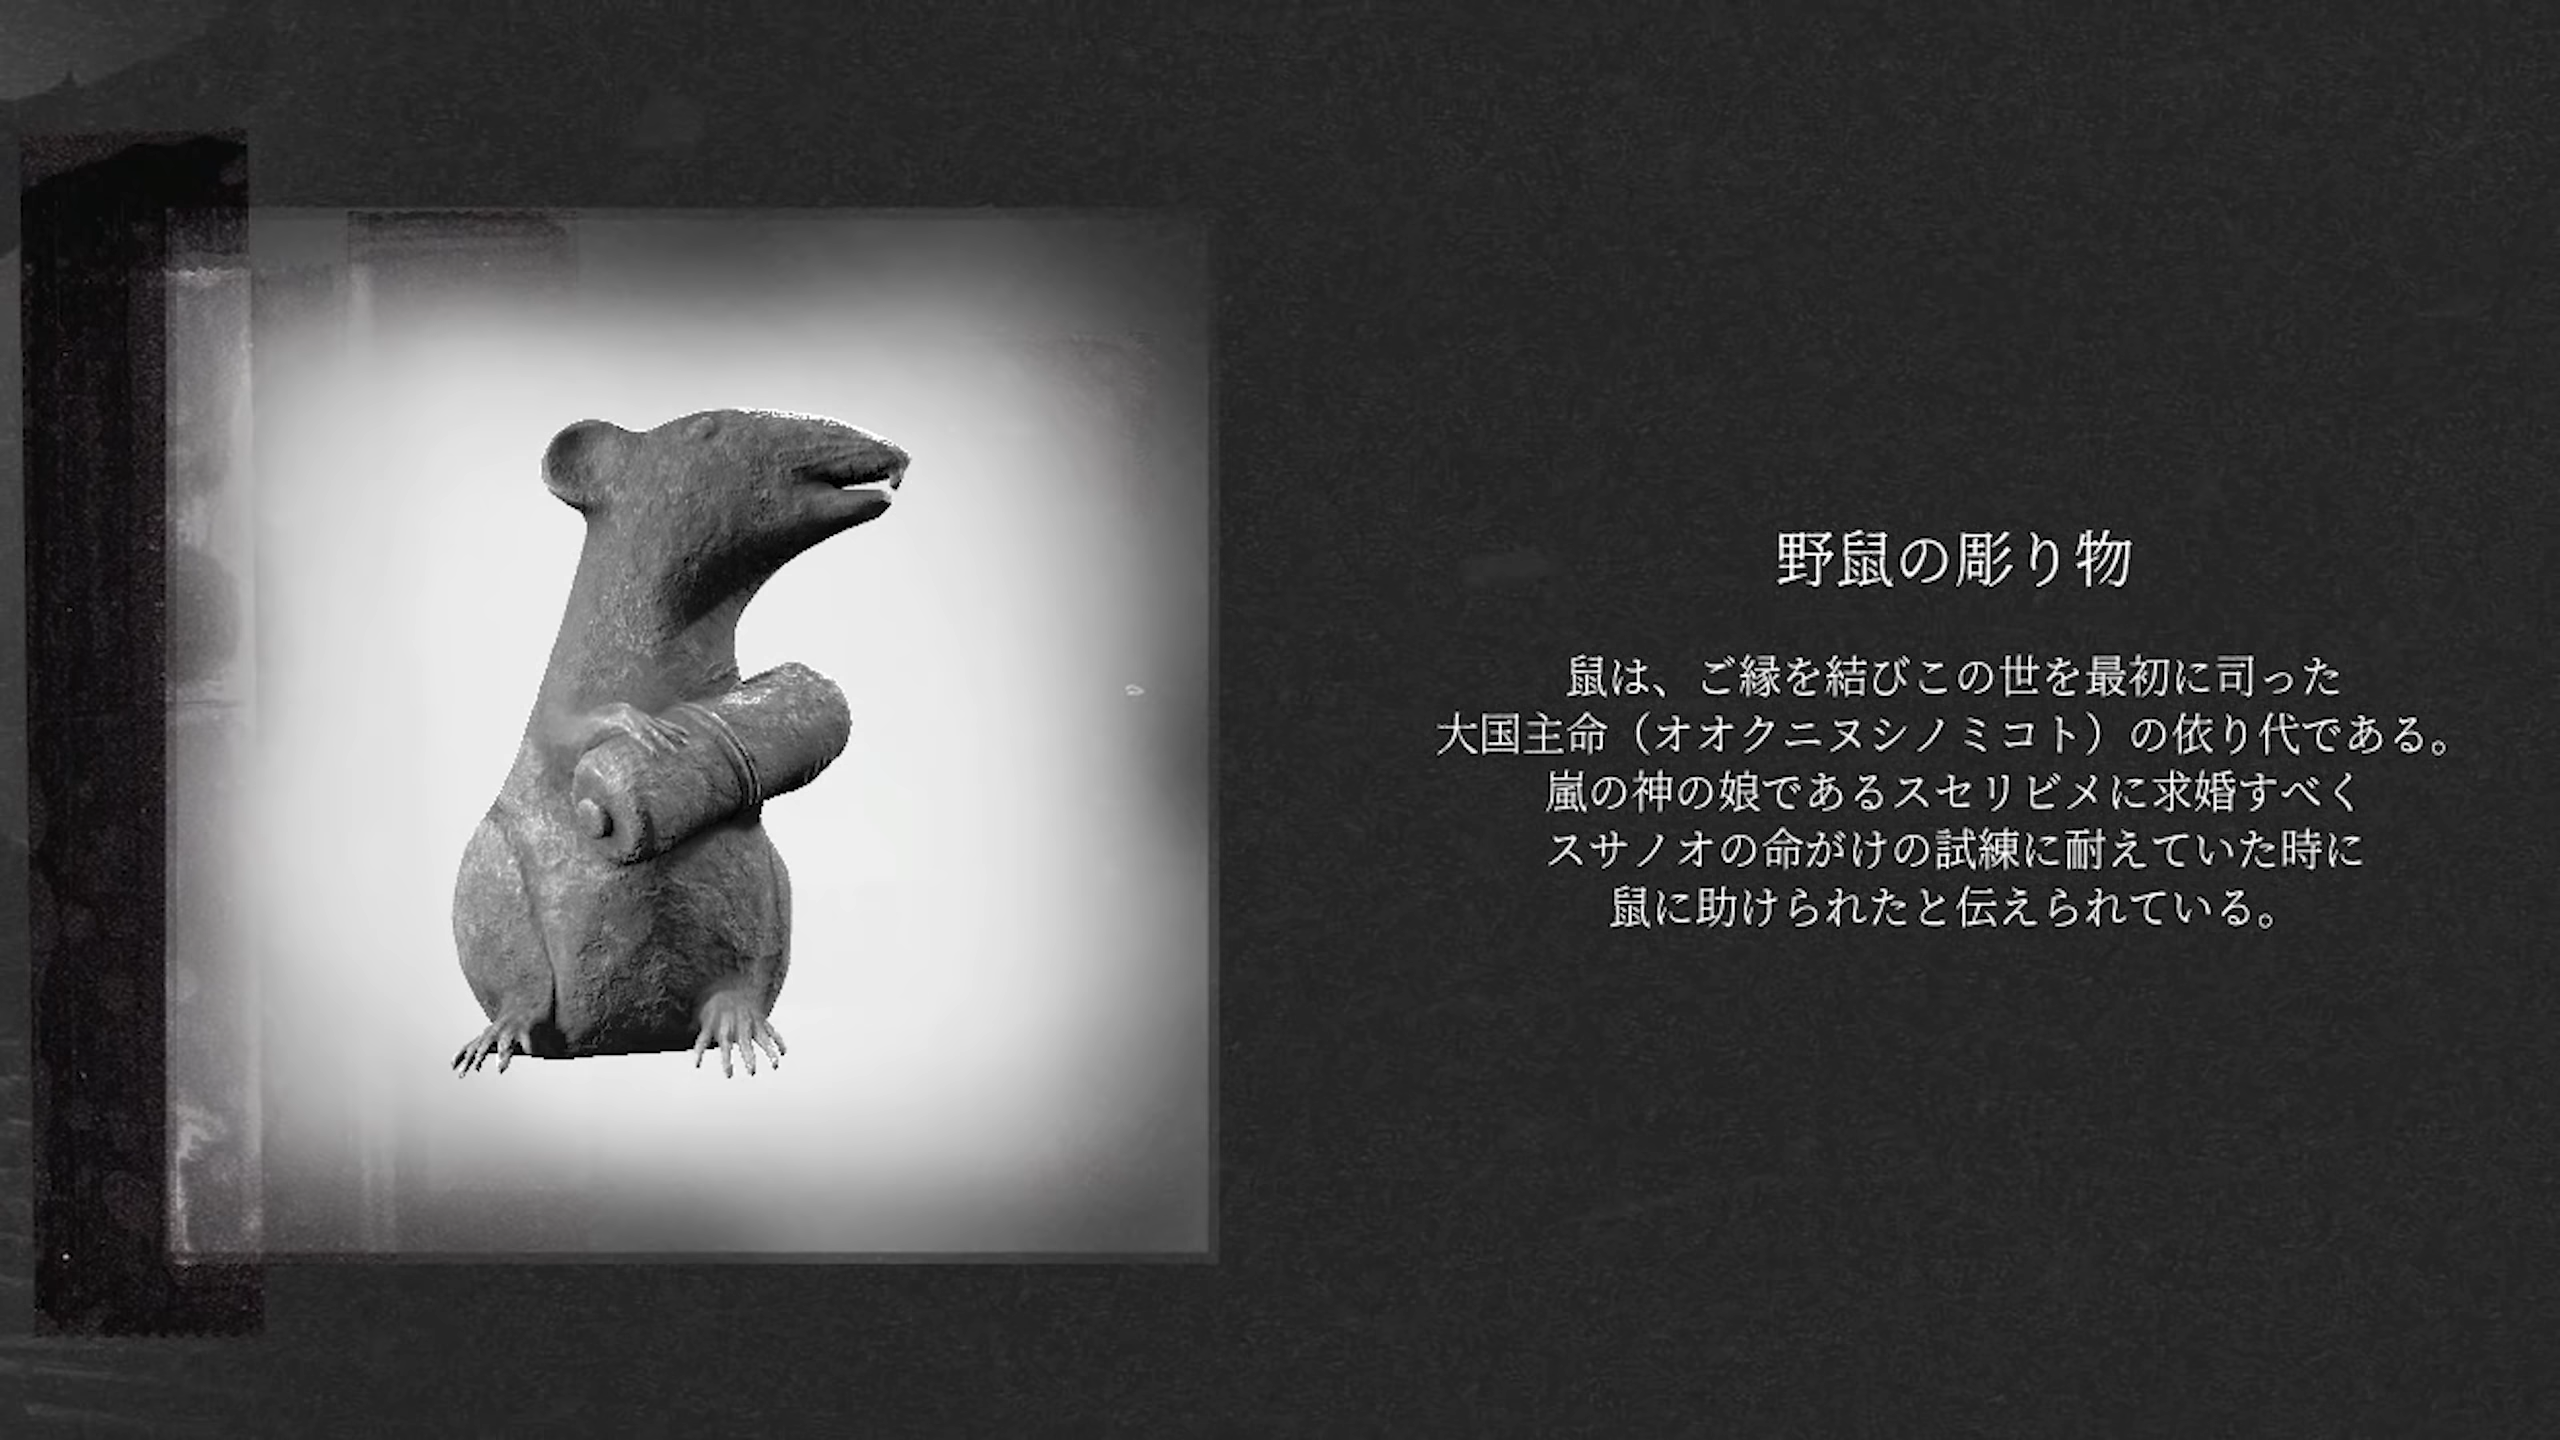 野鼠の彫り物
鼠は、ご縁を結びこの世を最初に司った
大国主命（オオクニヌシノミコト）の依り代である。
嵐の神の娘であるスセリビメに求婚すべく
スサノオの命がけの試練に耐えていた時に
鼠に助けられたと伝えられている。